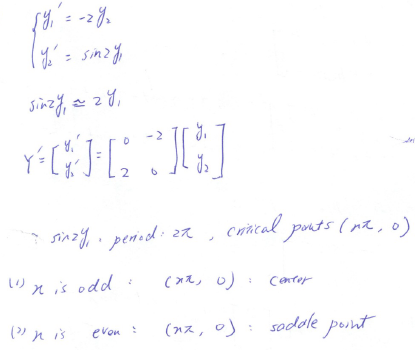 y₁' = -2y₂
y₂' = sin2y₁
sin2y₁ ≃ 2y₁
Y' = [y₁' y₂'] = [0 -2 2 0] [y₁ y₂]
sin2y₁ . period : 2π , critical points (nπ, 0)
(1) n is odd : (nπ, 0) : center
(2) n is even : (nπ, 0) : saddle point